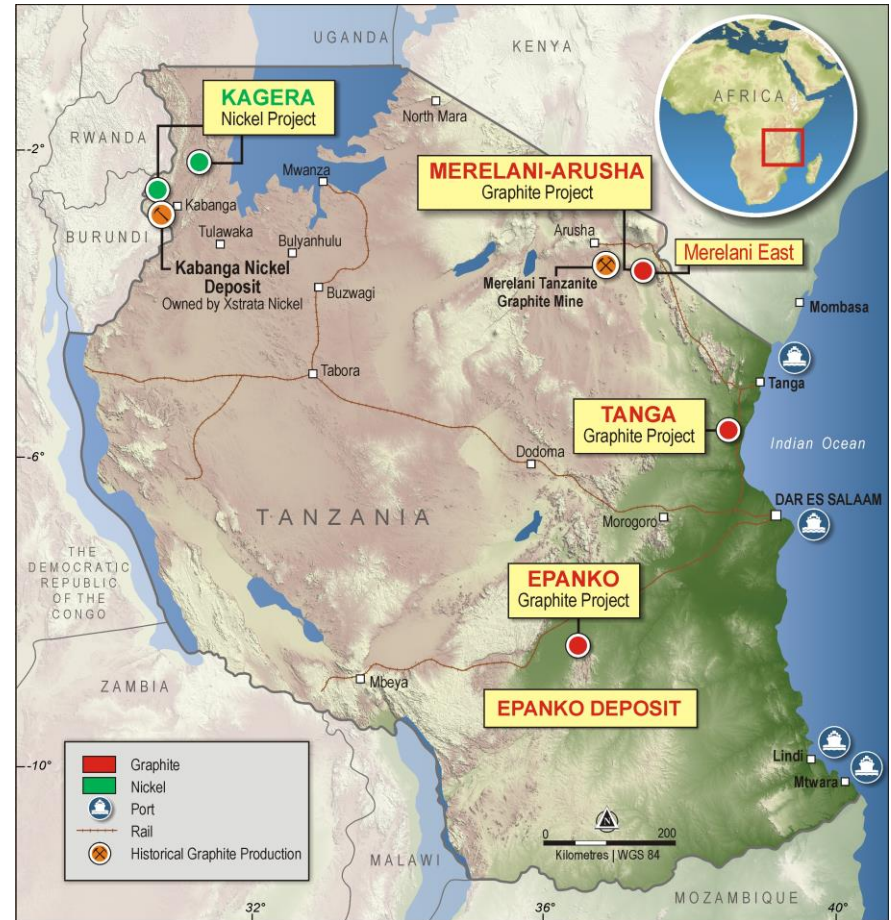 UGANDA
KENYA
AFRICA
KAGERA
Nickel Project
North Mara
RWANDA
-2°
Mwanza
MERELANI-ARUSHA
Graphite Project
Kabanga
BURUNDI
Tulawaka
Bulyanhulu
Arusha
Merelani East
Kabanga Nickel
Deposit
Owned by Xstrata Nickel
Buzwagi
Merelani Tanzanite
Graphite Mine
Mombasa
Tabora
Tanga
TANGA
Graphite Project
Indian Ocean
-6°
Dodoma
DAR ES SALAAM
TANZANIA
Morogoro
THE
DEMOCRATIC
REPUBLIC
OF THE
CONGO
EPANKO
Graphite Project
ZAMBIA
Mbeya
EPANKO DEPOSIT
-10°
Lindi
Mtwara
Graphite
Nickel
Port
Rail
Historical Graphite Production
N
0 200
Kilometres | WGS 84
MALAWI
MOZAMBIQUE
32°
36°
40°